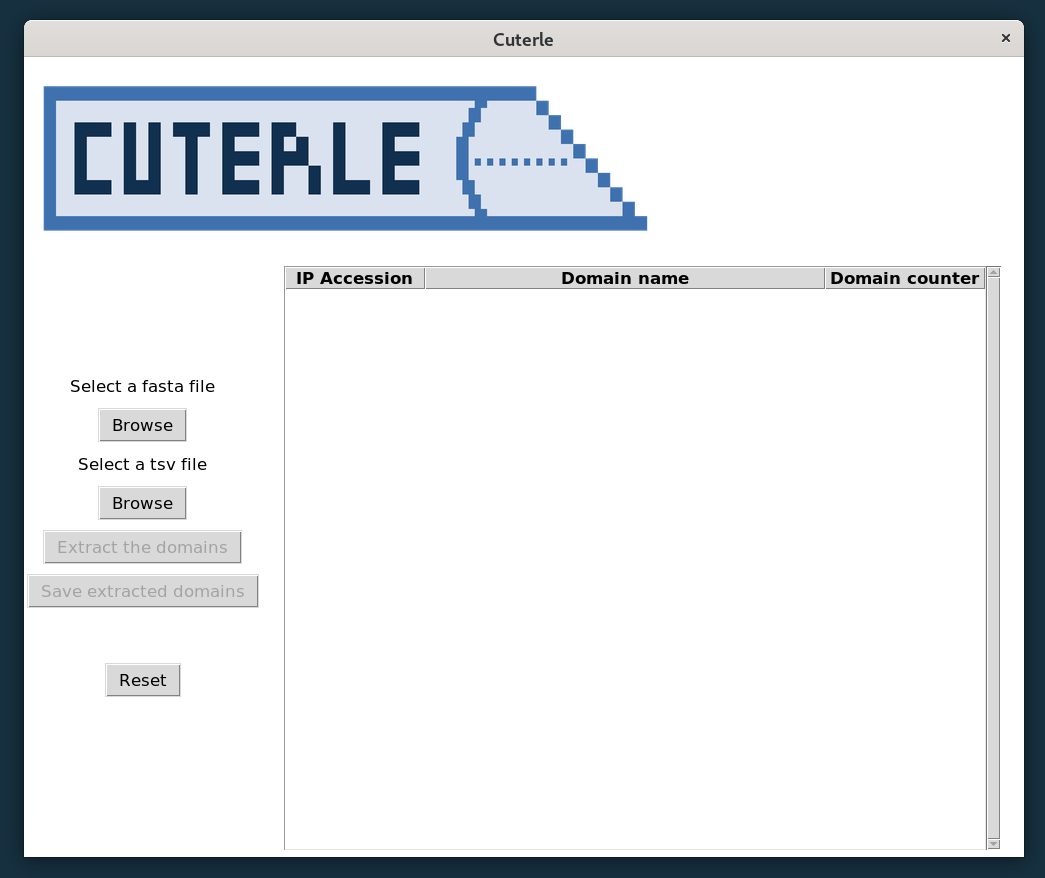 Cuterle
CUTERLE
IP Accession Domain name Domain counter
Select a fasta file
Browse
Select a tsv file
Browse
Extract the domains
Save extracted domains
Reset